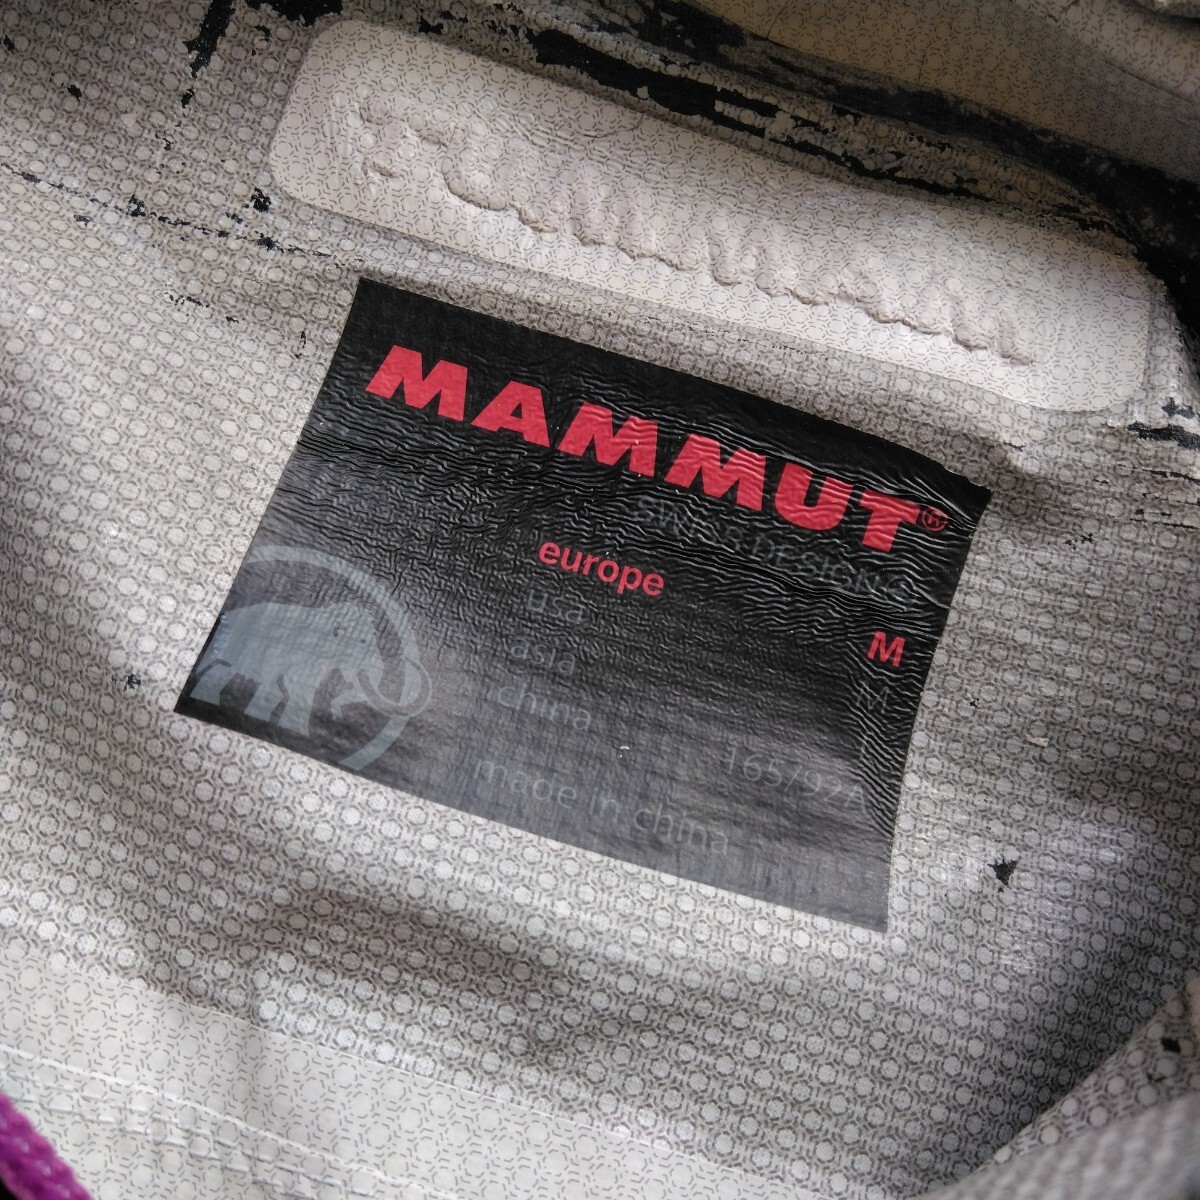 MAMMUT®
SWISS DESIGN
europe M
usa M
asia L
china 165/92A
made in china